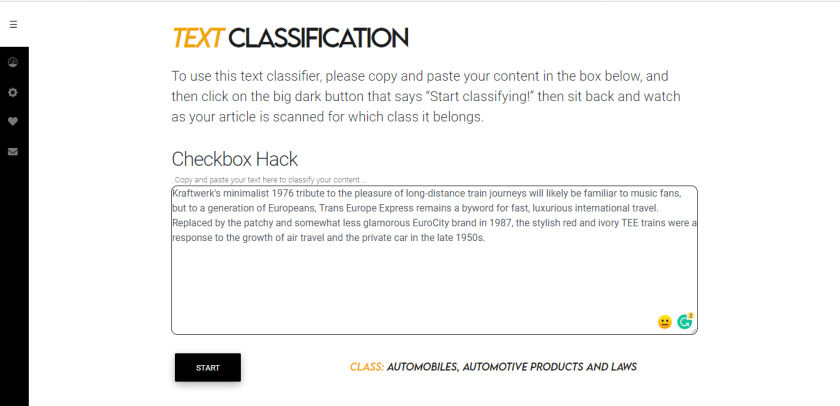 TEXT CLASSIFICATION
To use this text classifier, please copy and paste your content in the box below, and
then click on the big dark button that says “Start classifying!” then sit back and watch
as your article is scanned for which class it belongs.
Checkbox Hack
Copy and paste your text here to classify your content ...
Kraftwerk's minimalist 1976 tribute to the pleasure of long-distance train journeys will likely be familiar to music fans,
but to a generation of Europeans, Trans Europe Express remains a byword for fast, luxurious international travel.
Replaced by the patchy and somewhat less glamorous EuroCity brand in 1987, the stylish red and ivory TEE trains were a
response to the growth of air travel and the private car in the late 1950s.
2
START
CLASS: AUTOMOBILES, AUTOMOTIVE PRODUCTS AND LAWS